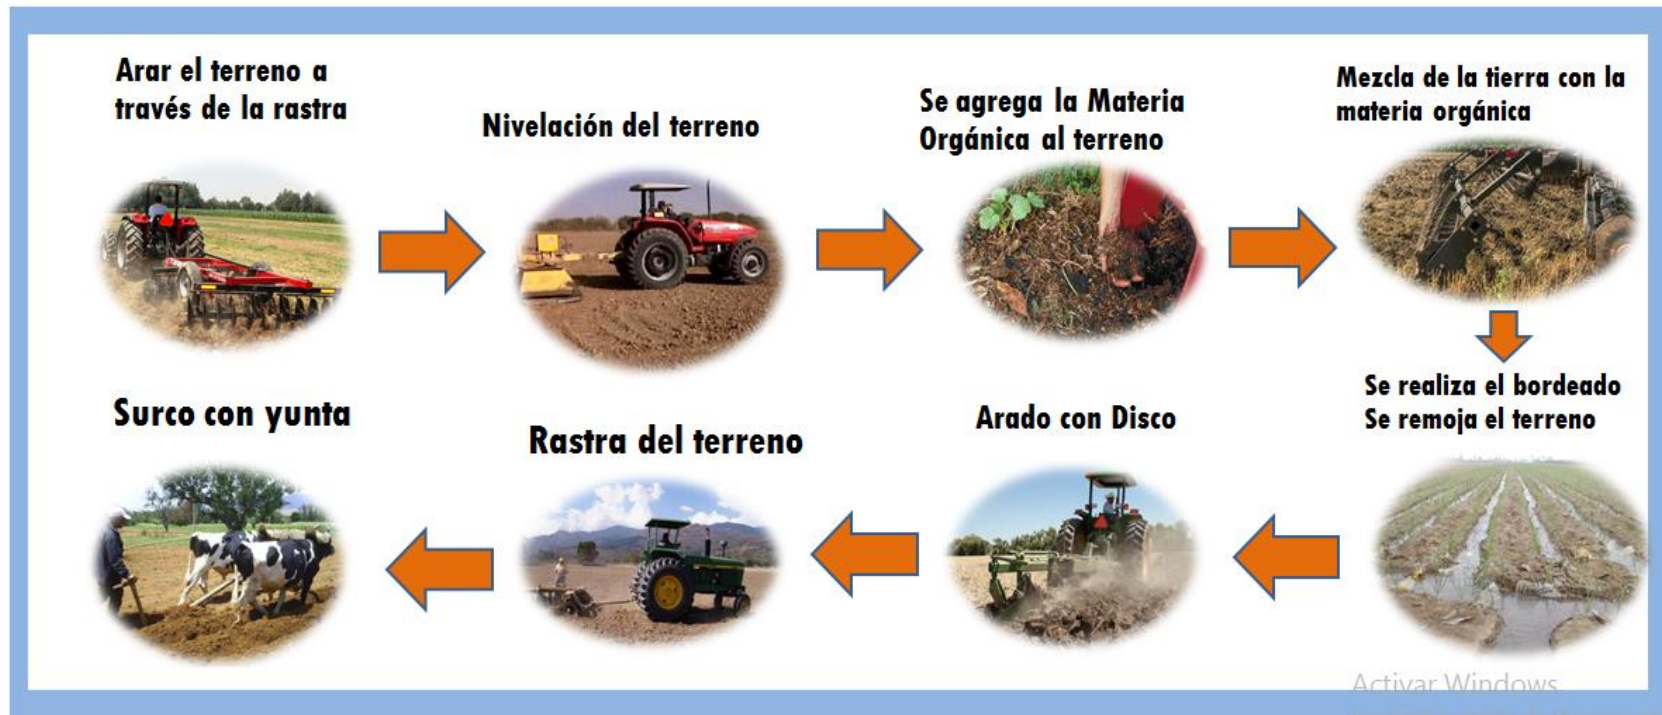 Arar el terreno a
través de la rastra
Nivelación del terreno
Se agrega la Materia
Orgánica al terreno
Mezcla de la tierra con la
materia orgánica
Se realiza el bordeado
Se remoja el terreno
Arado con Disco
Rastra del terreno
Surco con yunta
Activar Windows